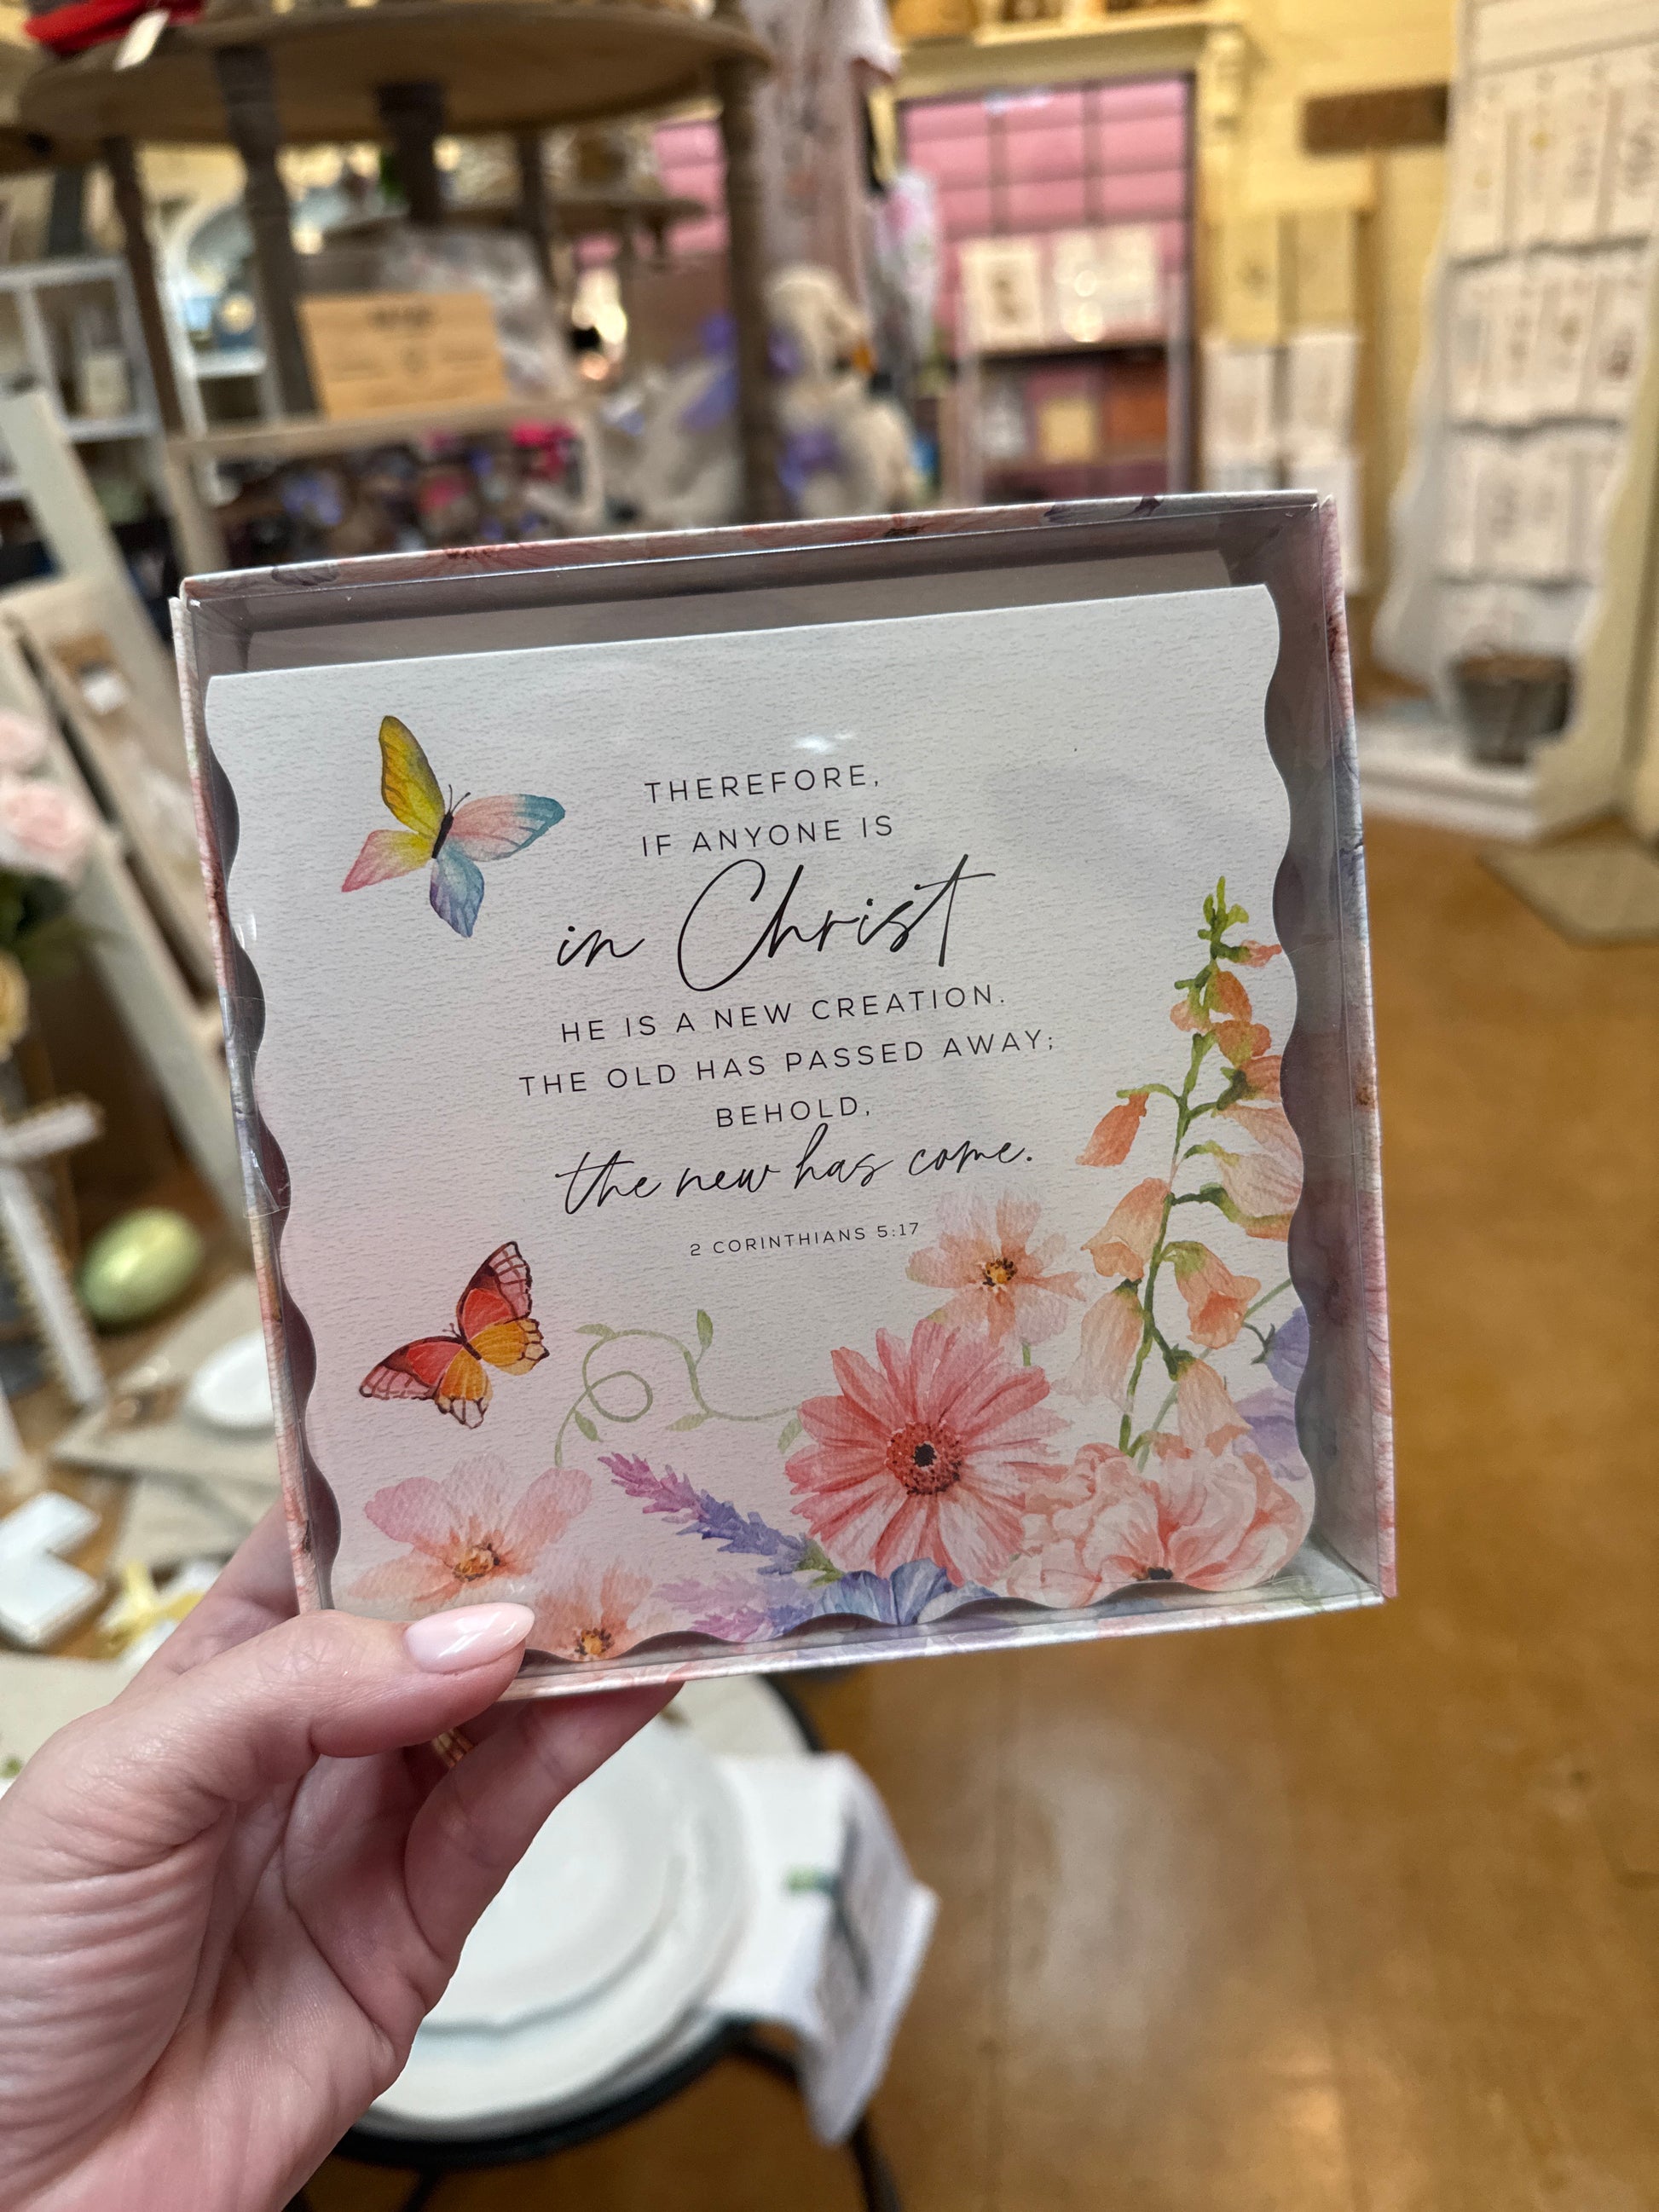 THEREFORE,
IF ANYONE IS
in Christ
HE IS A NEW CREATION.
THE OLD HAS PASSED AWAY;
BEHOLD,
the new has come.
2 CORINTHIANS 5:17